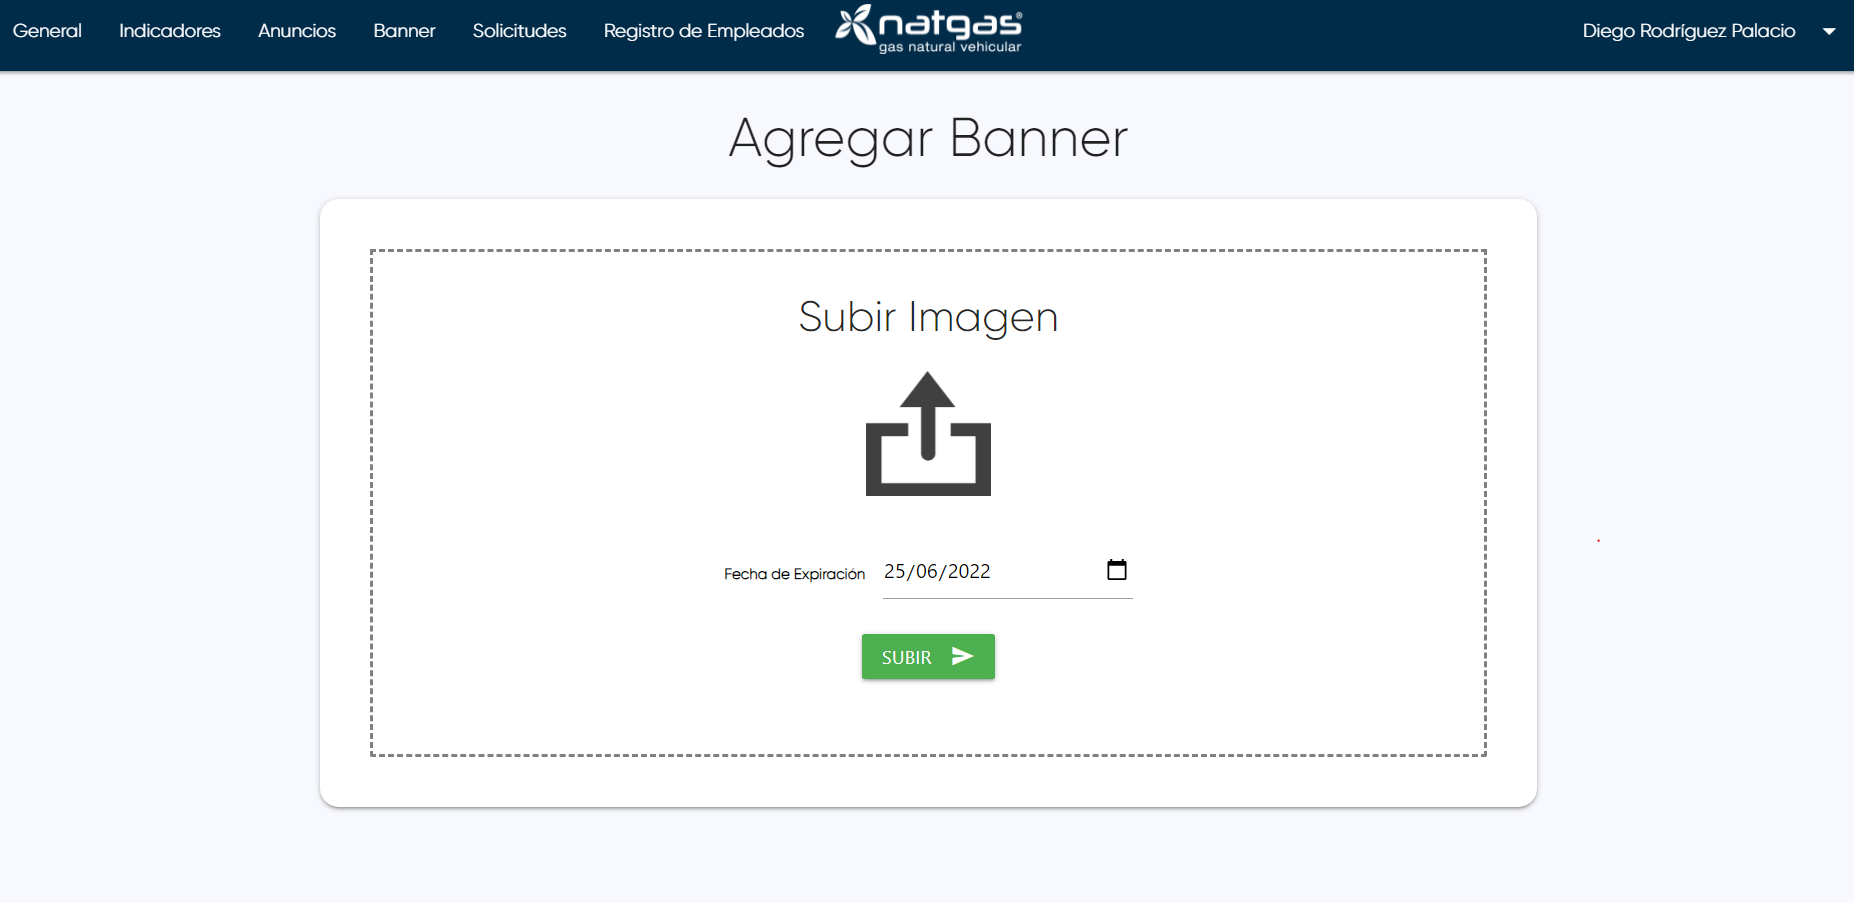 General Indicadores Anuncios Banner Solicitudes Registro de Empleados natgas® Diego Rodríguez Palacio
gas natural vehicular
Agregar Banner
Subir Imagen
Fecha de Expiración 25/06/2022
SUBIR